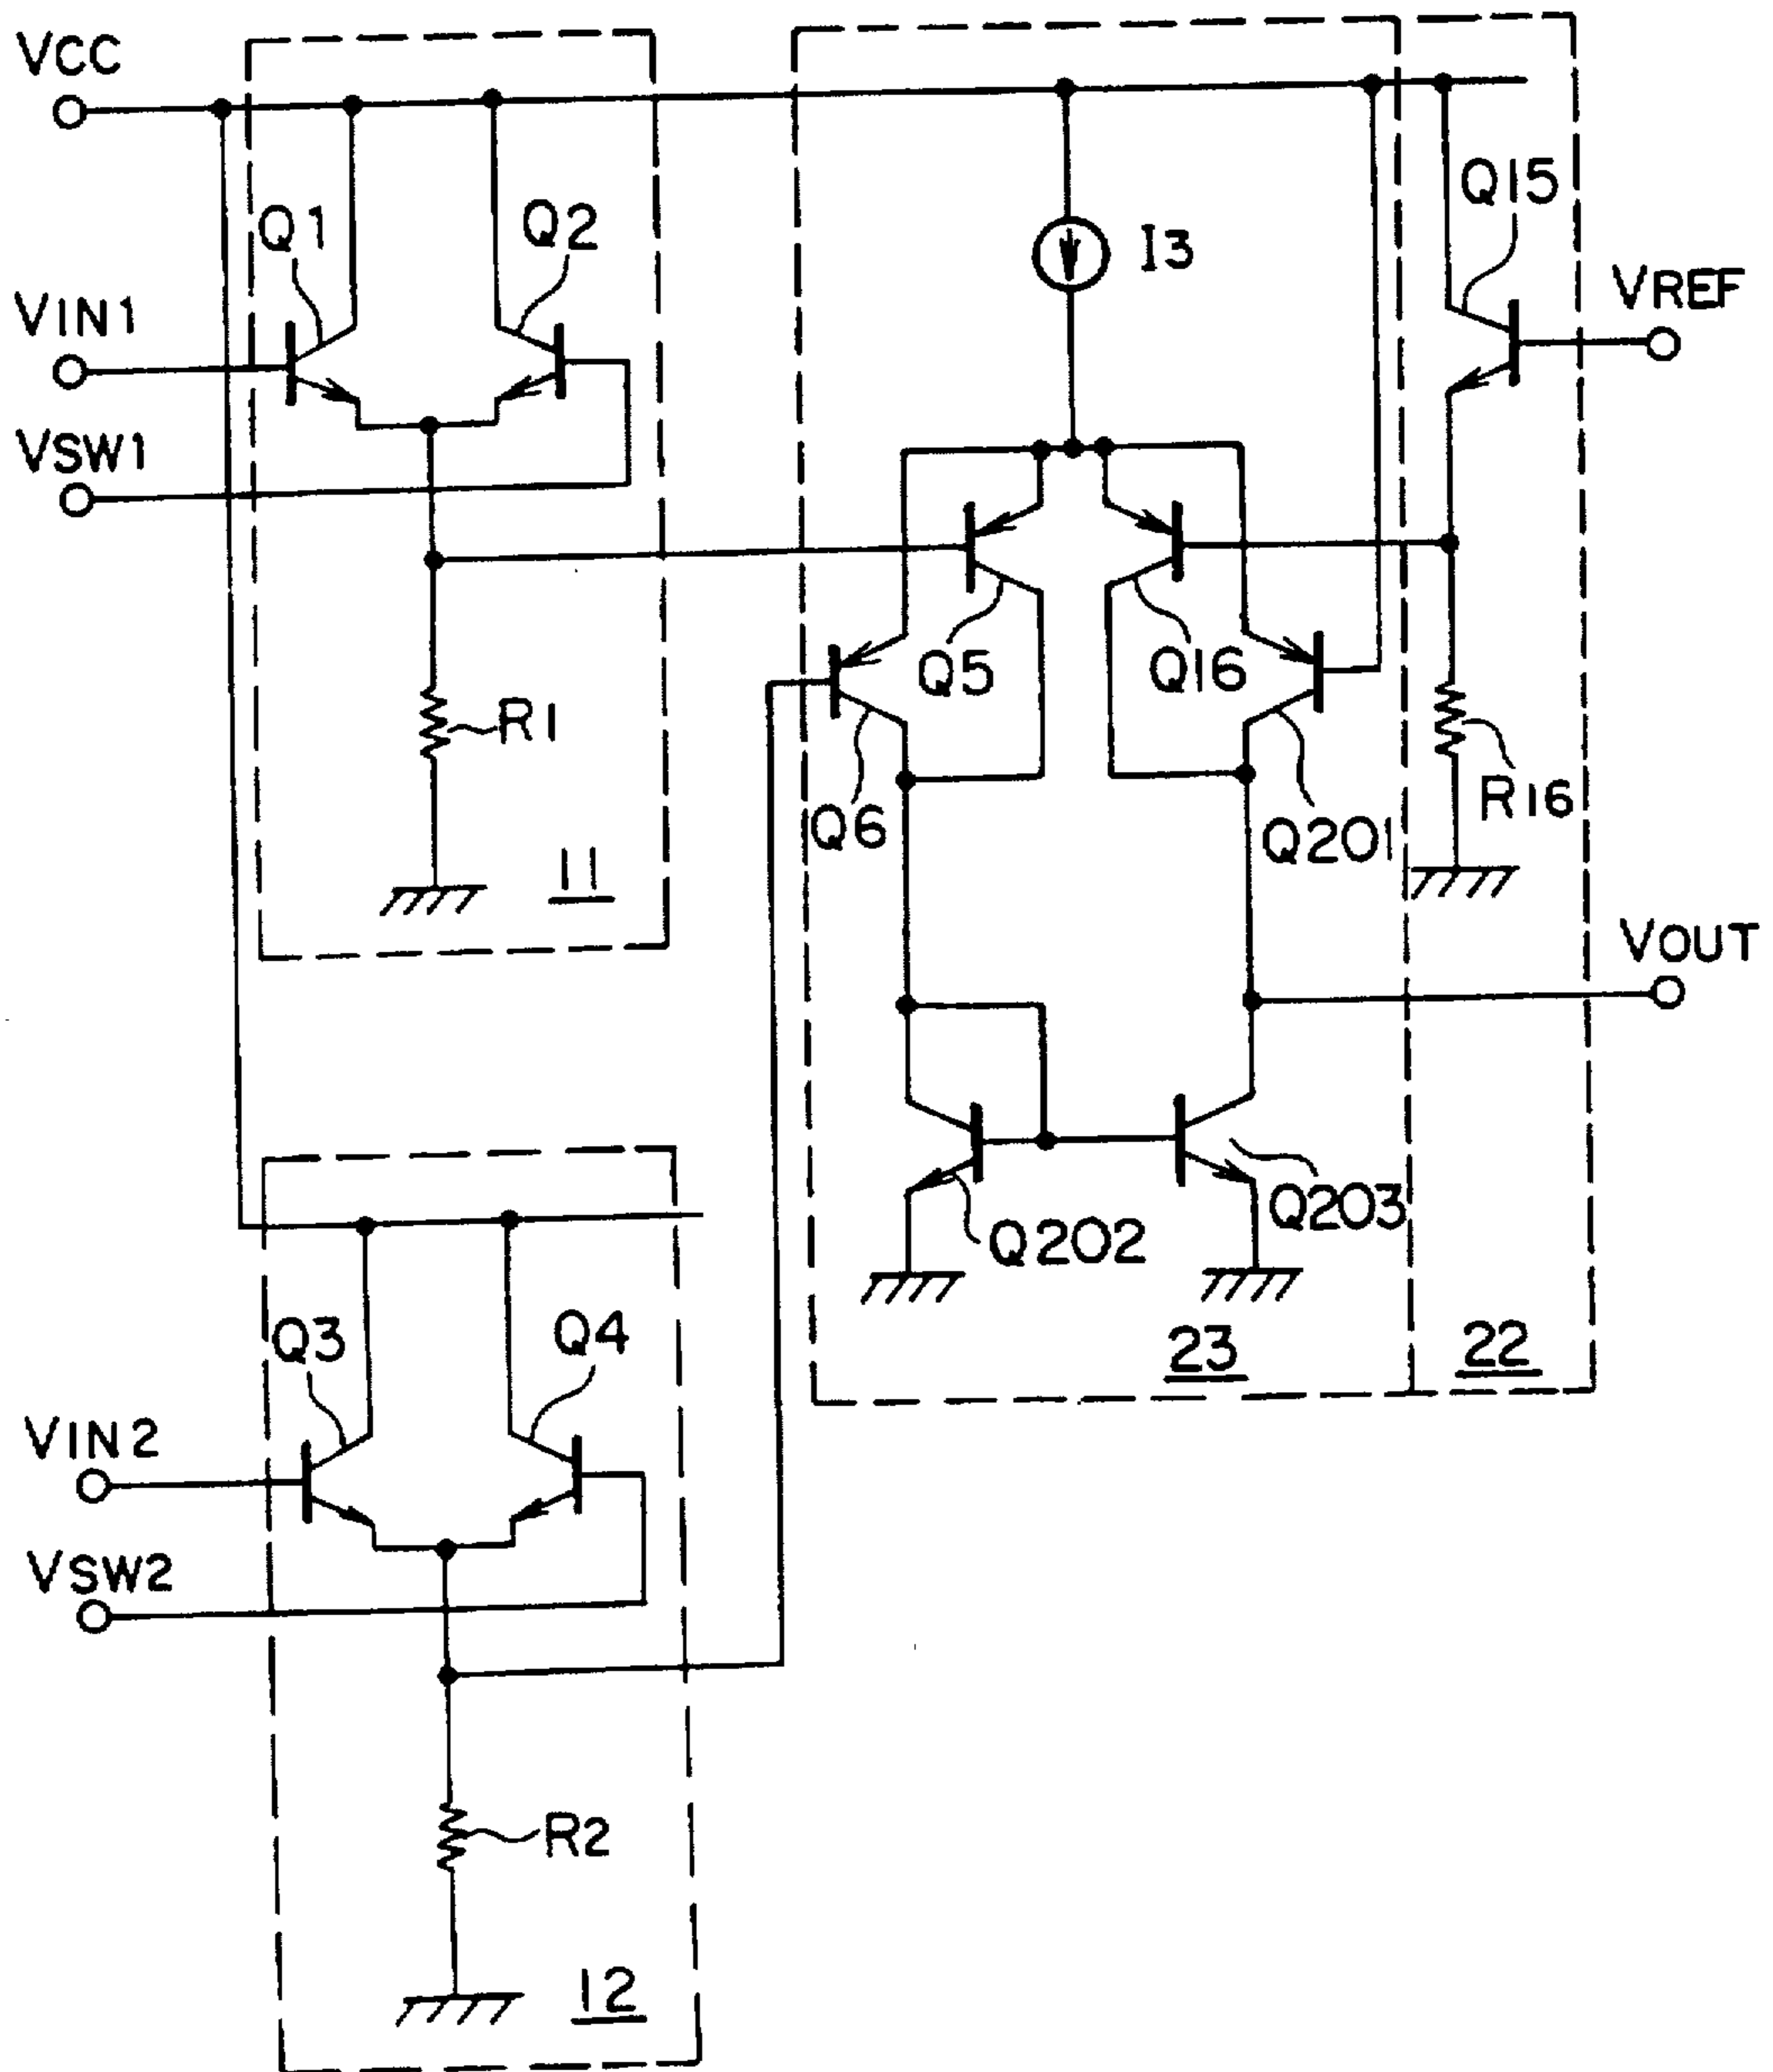 VCC
Q1
Q2
I3
Q15
VIN1
VREF
VSW1
Q5
Q16
R1
Q6
Q201
R16
11
VOUT
Q202
Q203
Q3
Q4
23
22
VIN2
VSW2
R2
12